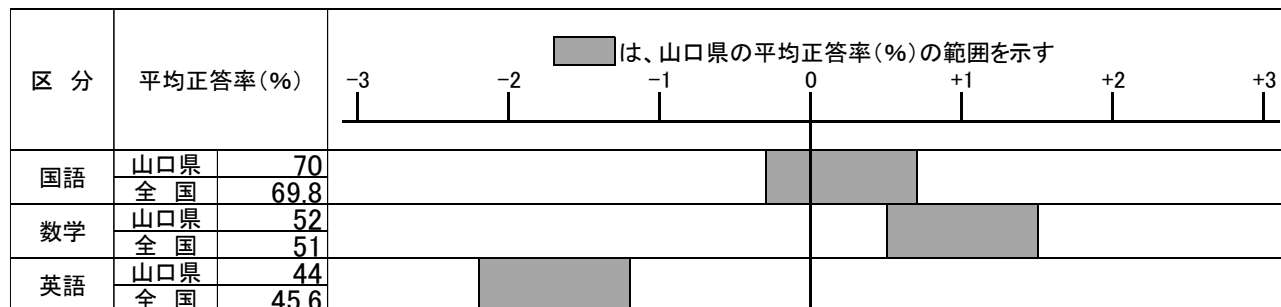 は、山口県の平均正答率(%)の範囲を示す
区 分 平均正答率(%) -3 -2 -1 0 +1 +2 +3
国語 山口県 70
全 国 69.8
数学 山口県 52
全 国 51
英語 山口県 44
全 国 45.6